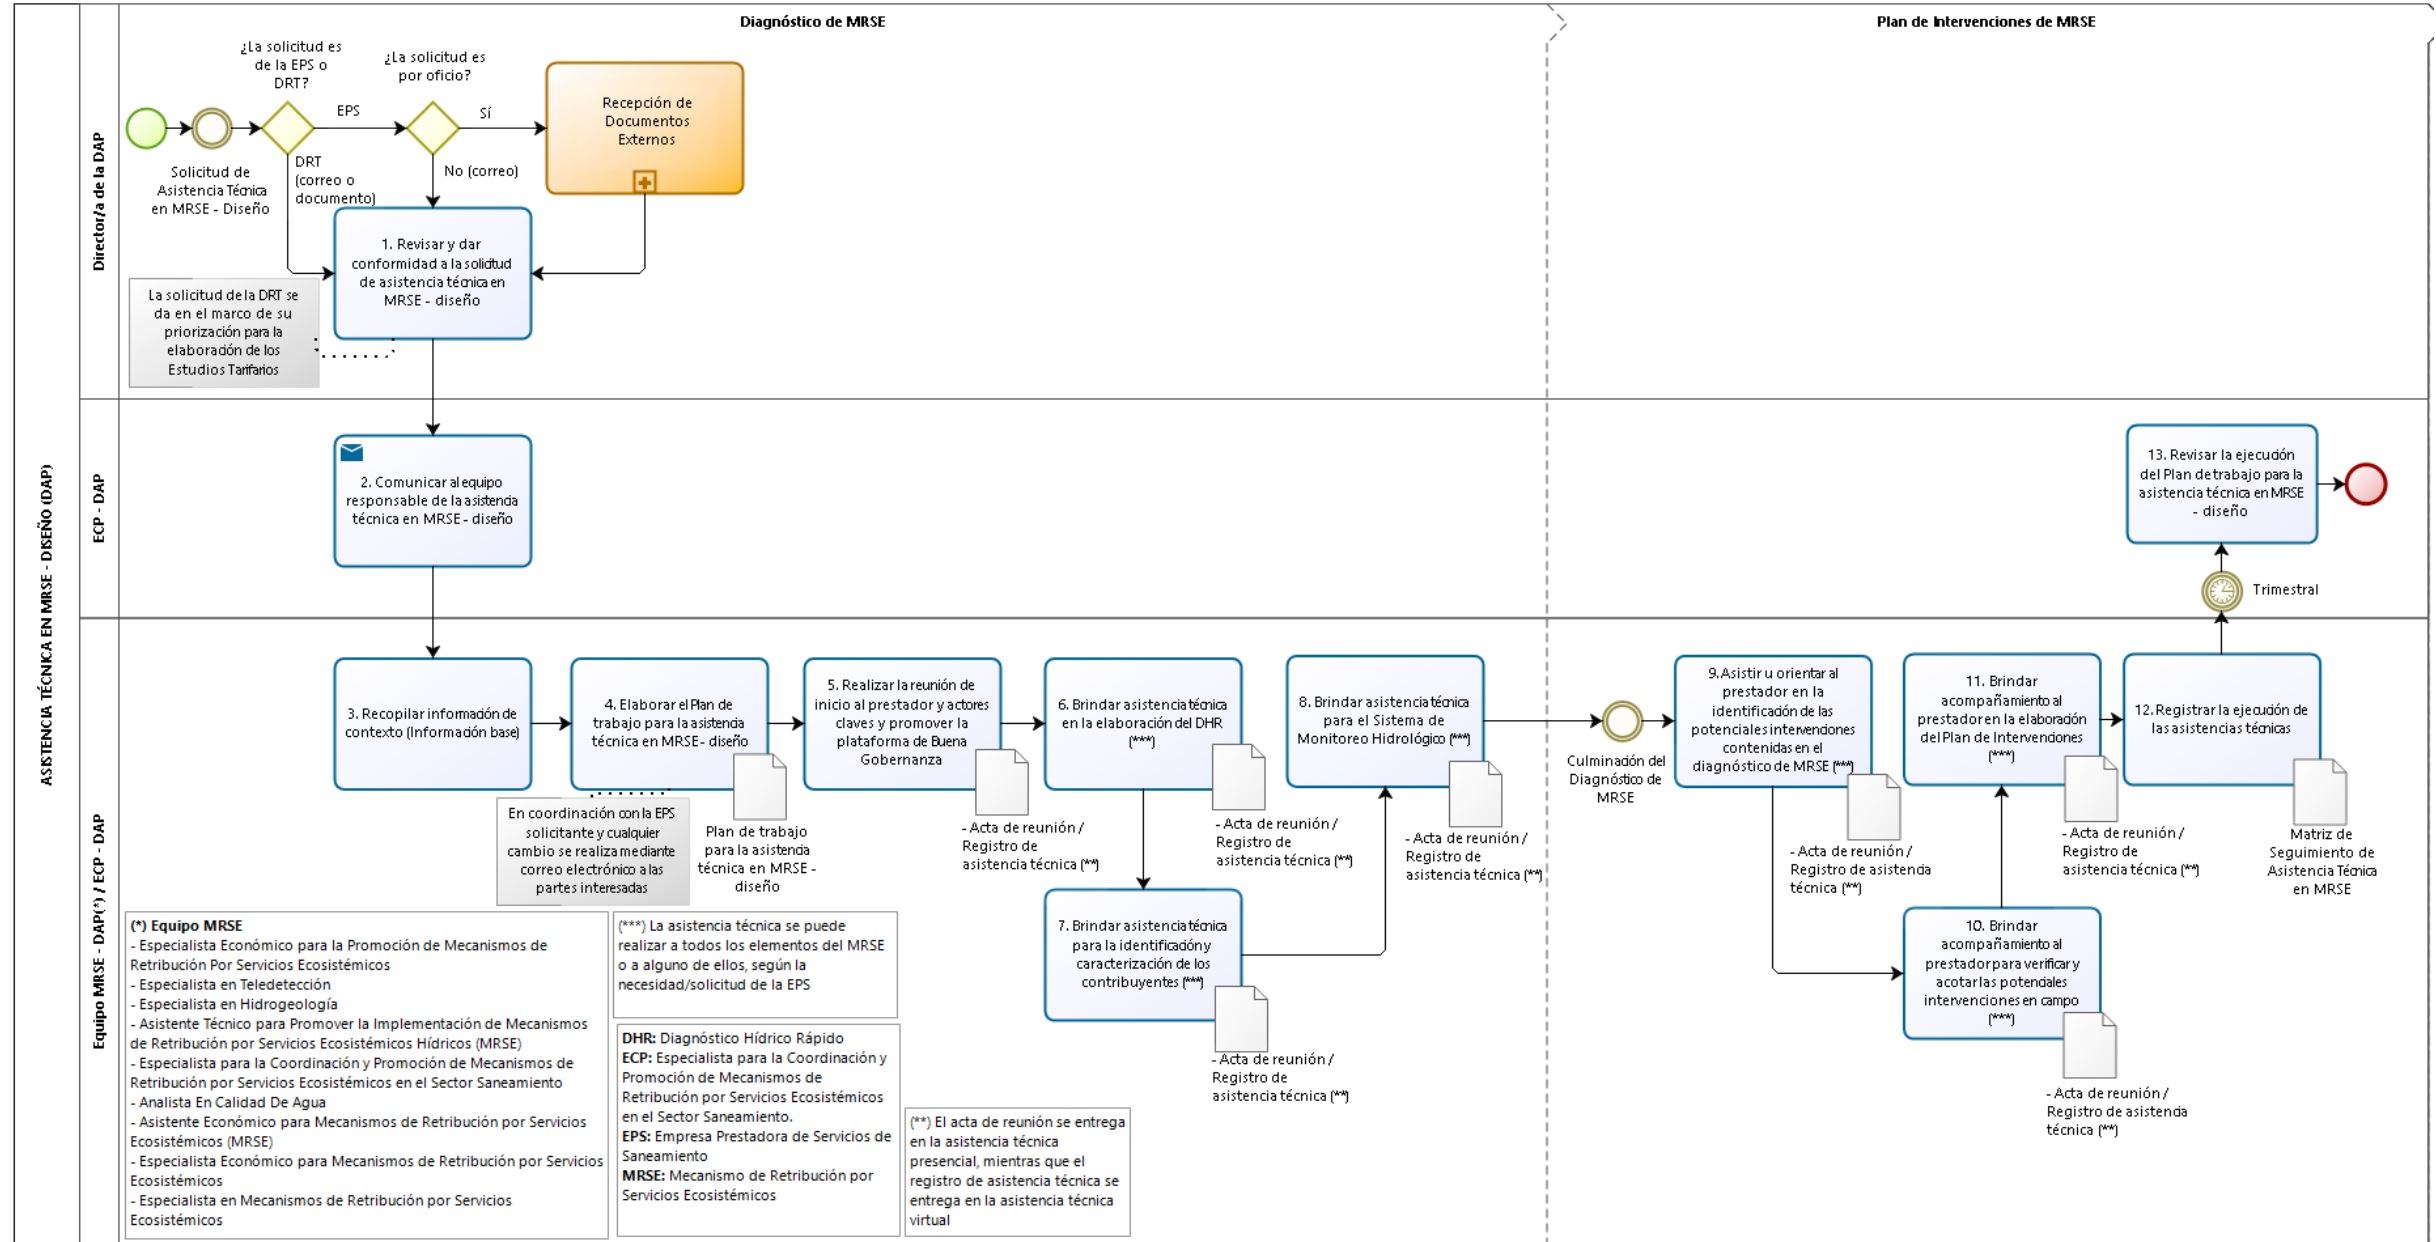 Diagnóstico de MRSE
Plan de Intervenciones de MRSE
ASISTENCIA TÉCNICA EN MRSE - DISEÑO (DAP)
Director/a de la DAP
¿La solicitud es
de la EPS o
DRT?
¿La solicitud es
por oficio?
EPS
Sí
Recepción de
Documentos
Externos
Solicitud de
Asistencia Técnica
en MRSE - Diseño
DRT
(correo o
documento)
No (correo)
1. Revisar y dar
conformidad a la solicitud
de asistencia técnica en
MRSE - diseño
La solicitud de la DRT se
da en el marco de su
priorización para la
elaboración de los
Estudios Tarifarios
ECP - DAP
2. Comunicar al equipo
responsable de la asistencia
técnica en MRSE - diseño
13. Revisar la ejecución
del Plan de trabajo para la
asistencia técnica en MRSE
- diseño
Trimestral
Equipo MRSE - DAP(*) / ECP - DAP
3. Recopilar información de
contexto (Información base)
4. Elaborar el Plan de
trabajo para la asistencia
técnica en MRSE- diseño
En coordinación con la EPS
solicitante y cualquier
cambio se realiza mediante
correo electrónico a las
partes interesadas
Plan de trabajo
para la asistencia
técnica en MRSE -
diseño
5. Realizar la reunión de
inicio al prestador y actores
claves y promover la
plataforma de Buena
Gobernanza
- Acta de reunión /
Registro de
asistencia técnica (**)
6. Brindar asistencia técnica
en la elaboración del DHR
(***)
- Acta de reunión /
Registro de
asistencia técnica (**)
7. Brindar asistencia técnica
para la identificación y
caracterización de los
contribuyentes (***)
- Acta de reunión /
Registro de
asistencia técnica (**)
8. Brindar asistencia técnica
para el Sistema de
Monitoreo Hidrológico (***)
- Acta de reunión /
Registro de
asistencia técnica (**)
Culminación del
Diagnóstico de
MRSE
9.Asistir u orientar al
prestador en la
identificación de las
potenciales intervenciones
contenidas en el
diagnóstico de MRSE (***)
- Acta de reunión /
Registro de asistencia
técnica (**)
10. Brindar
acompañamiento al
prestador para verificar y
acotar las potenciales
intervenciones en campo
(***)
- Acta de reunión /
Registro de asistencia
técnica (**)
11. Brindar
acompañamiento al
prestador en la elaboración
del Plan de Intervenciones
(***)
- Acta de reunión /
Registro de
asistencia técnica (**)
12. Registrar la ejecución de
las asistencias técnicas
Matriz de
Seguimiento de
Asistencia Técnica
en MRSE
(*) Equipo MRSE
- Especialista Económico para la Promoción de Mecanismos de
Retribución Por Servicios Ecosistémicos
- Especialista en Teledetección
- Especialista en Hidrogeología
- Asistente Técnico para Promover la Implementación de Mecanismos
de Retribución por Servicios Ecosistémicos Hídricos (MRSE)
- Especialista para la Coordinación y Promoción de Mecanismos de
Retribución por Servicios Ecosistémicos en el Sector Saneamiento
- Analista En Calidad De Agua
- Asistente Económico para Mecanismos de Retribución por Servicios
Ecosistémicos (MRSE)
- Especialista Económico para Mecanismos de Retribución por Servicios
Ecosistémicos
- Especialista en Mecanismos de Retribución por Servicios
Ecosistémicos
(***) La asistencia técnica se puede
realizar a todos los elementos del MRSE
o a alguno de ellos, según la
necesidad/solicitud de la EPS
DHR: Diagnóstico Hídrico Rápido
ECP: Especialista para la Coordinación y
Promoción de Mecanismos de
Retribución por Servicios Ecosistémicos
en el Sector Saneamiento.
EPS: Empresa Prestadora de Servicios de
Saneamiento
MRSE: Mecanismo de Retribución por
Servicios Ecosistémicos
(**) El acta de reunión se entrega
en la asistencia técnica
presencial, mientras que el
registro de asistencia técnica se
entrega en la asistencia técnica
virtual